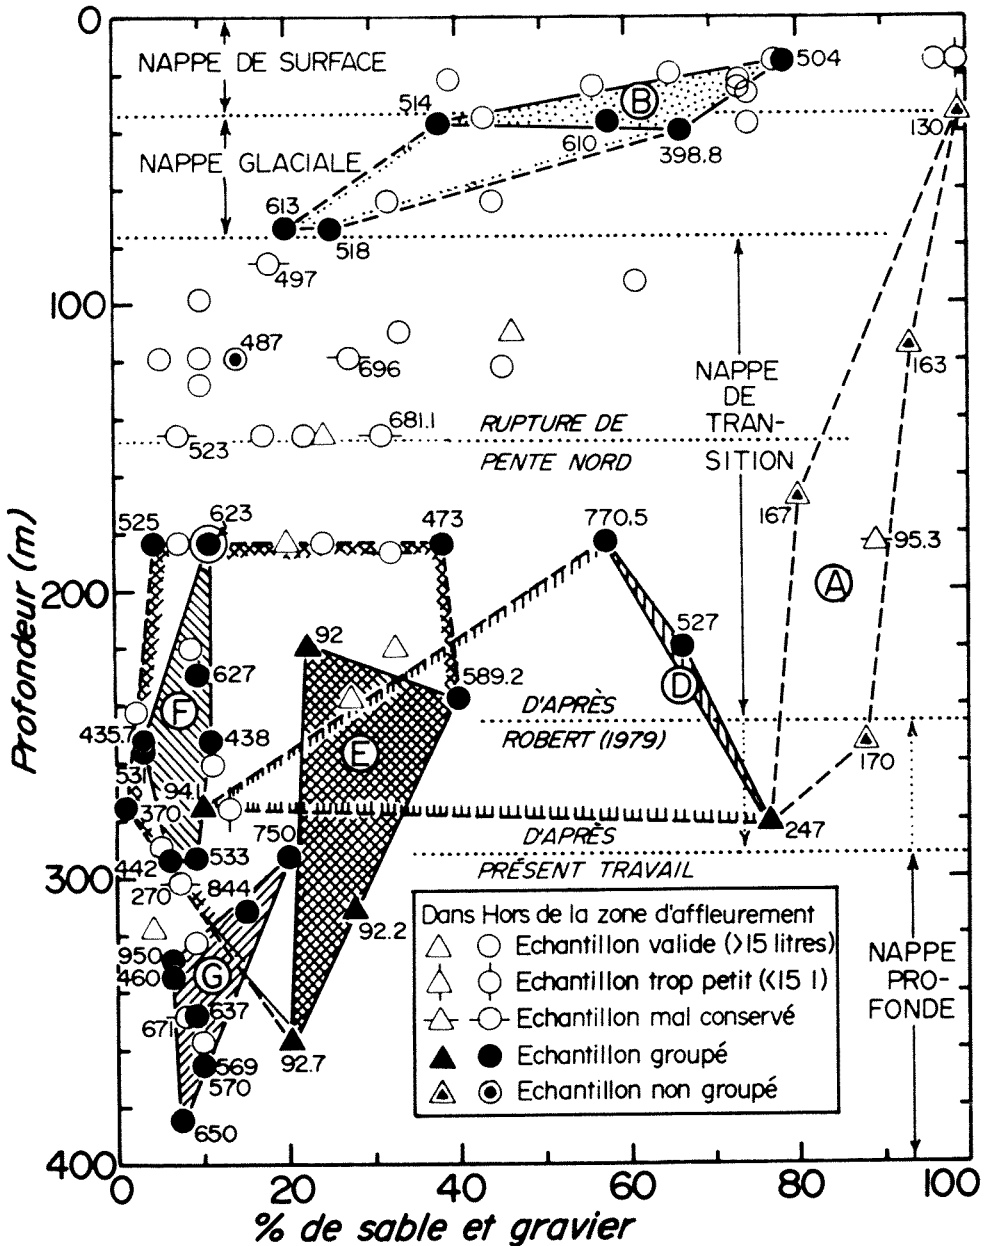 0
NAPPE DE SURFACE
504
514
B
130
610
398.8
NAPPE GLACIALE
613
518
497
100
487
696
163
NAPPE
DE
TRAN-
SITION
681.1
RUPTURE DE
PENTE NORD
523
167
525
623
473
770.5
95.3
A
200
92
527
627
589.2
D
F
435.7
438
E
D'APRÈS
ROBERT (1979)
531
170
370
94.1
247
750
D'APRÈS
PRÉSENT TRAVAIL
442
533
300
270
844
92.2
950
460
G
637
671
569
570
92.7
650
Dans Hors de la zone d'affleurement
Echantillon valide (>15 litres)
Echantillon trop petit (<15 l)
Echantillon mal conservé
Echantillon groupé
Echantillon non groupé
NAPPE
PRO-
FONDE
400
0 20 40 60 80 100
% de sable et gravier
Profondeur (m)